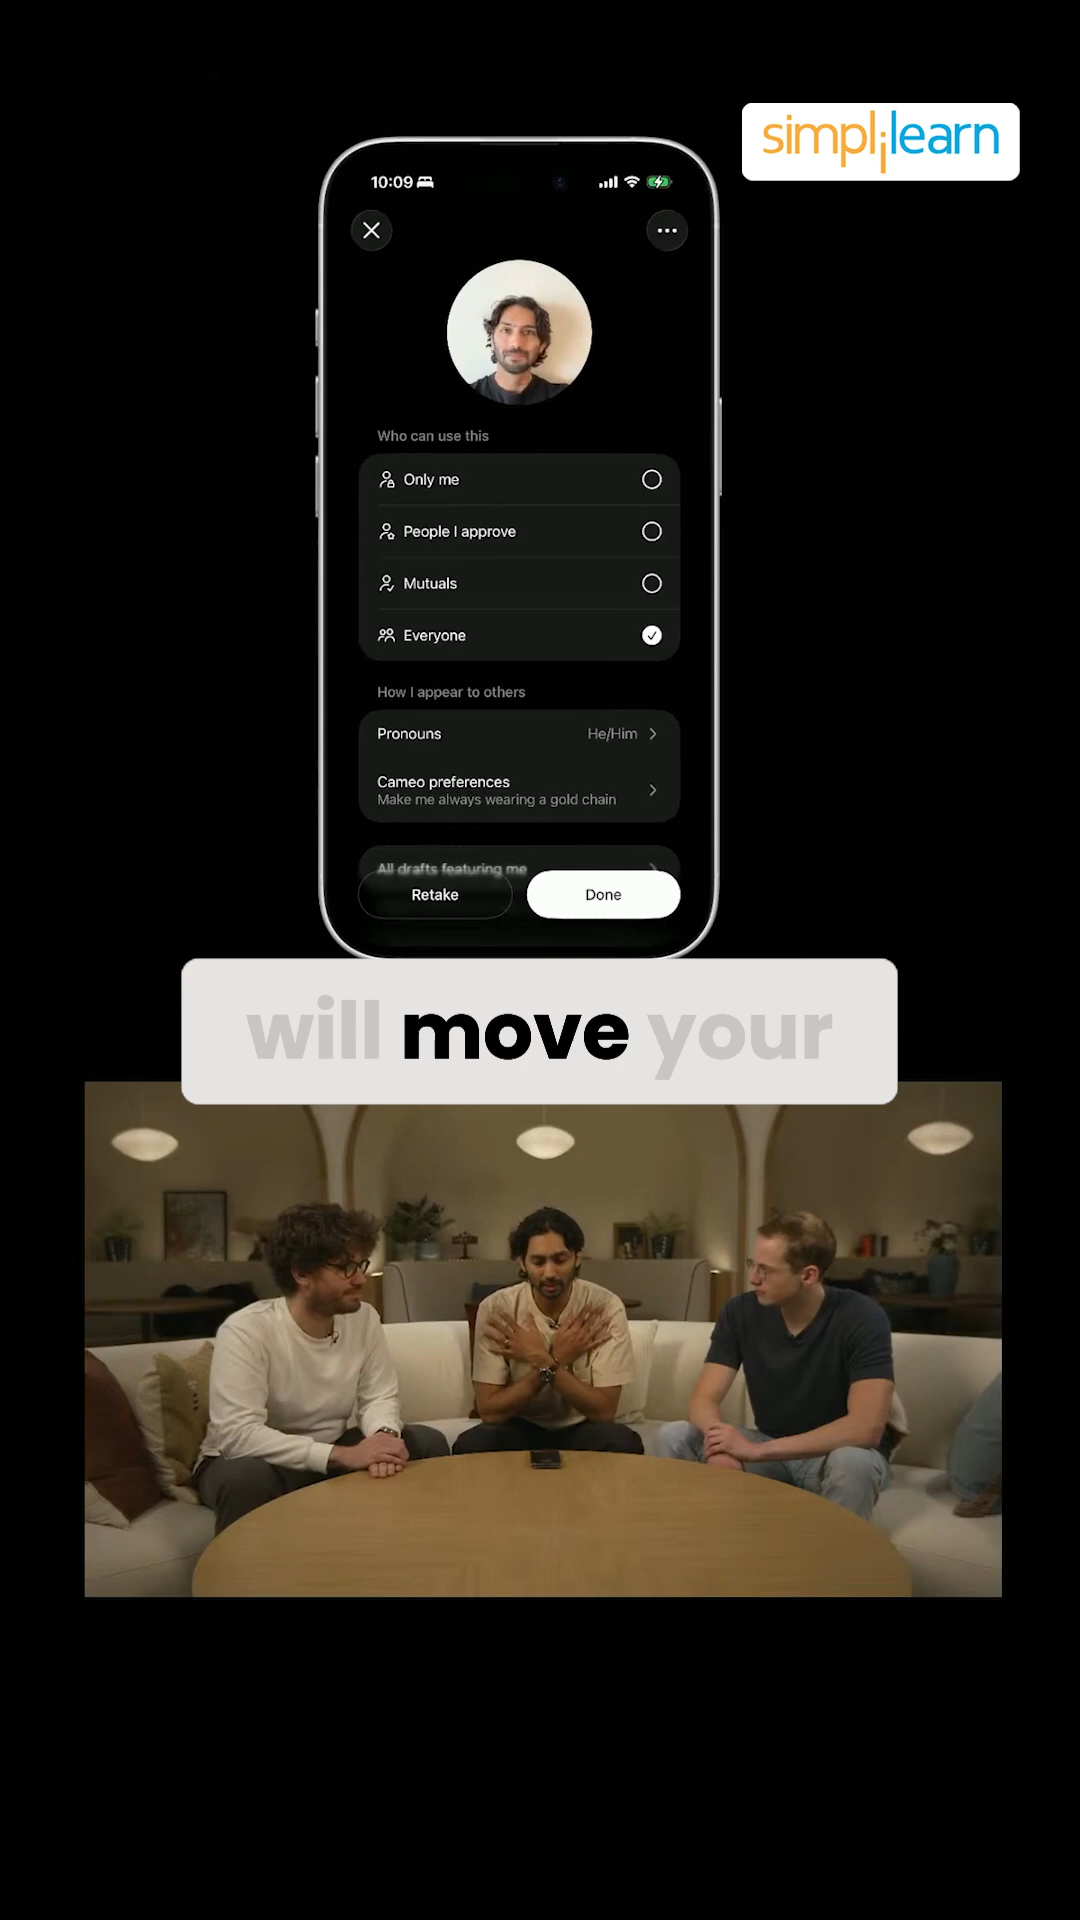 simplilearn
10:09
Who can use this
Only me
People I approve
Mutuals
Everyone
How I appear to others
Pronouns He/Him
Cameo preferences
Make me always wearing a gold chain
All drafts featuring me
Retake Done
will move your